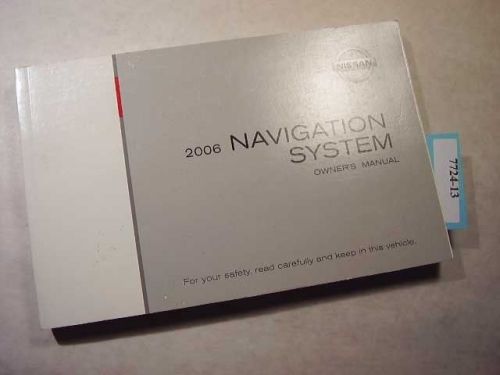 NISSAN
2006 NAVIGATION
SYSTEM
OWNER'S MANUAL
7724-13
For your safety, read carefully and keep in this vehicle.